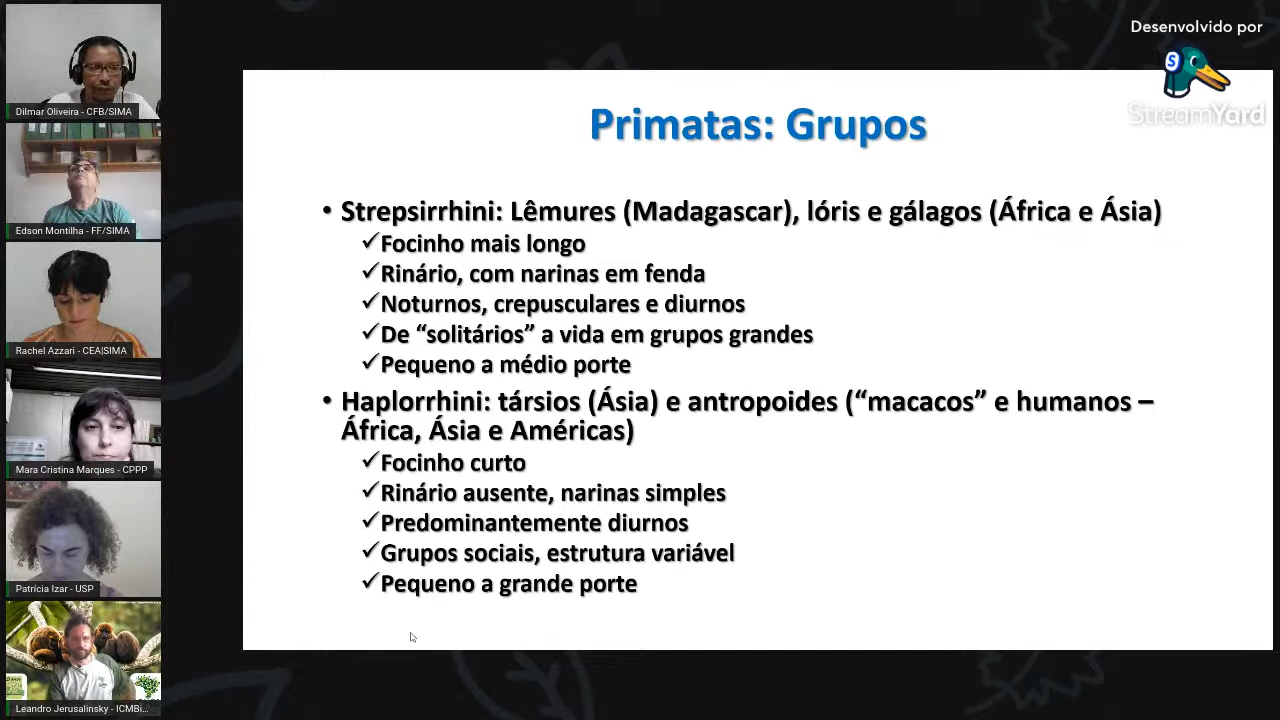 Desenvolvido por
StreamYard
Dilmar Oliveira - CFB/SIMA
Edson Montilha - FF/SIMA
Rachel Azzari - CEA|SIMA
Mara Cristina Marques - CPPP
Patrícia Izar - USP
Leandro Jerusalinsky - ICMBi...
Primatas: Grupos
• Strepsirrhini: Lêmures (Madagascar), lóris e gálagos (África e Ásia)
✓Focinho mais longo
✓Rinário, com narinas em fenda
✓Noturnos, crepusculares e diurnos
✓De “solitários” a vida em grupos grandes
✓Pequeno a médio porte
• Haplorrhini: társios (Ásia) e antropoides (“macacos” e humanos –
África, Ásia e Américas)
✓Focinho curto
✓Rinário ausente, narinas simples
✓Predominantemente diurnos
✓Grupos sociais, estrutura variável
✓Pequeno a grande porte